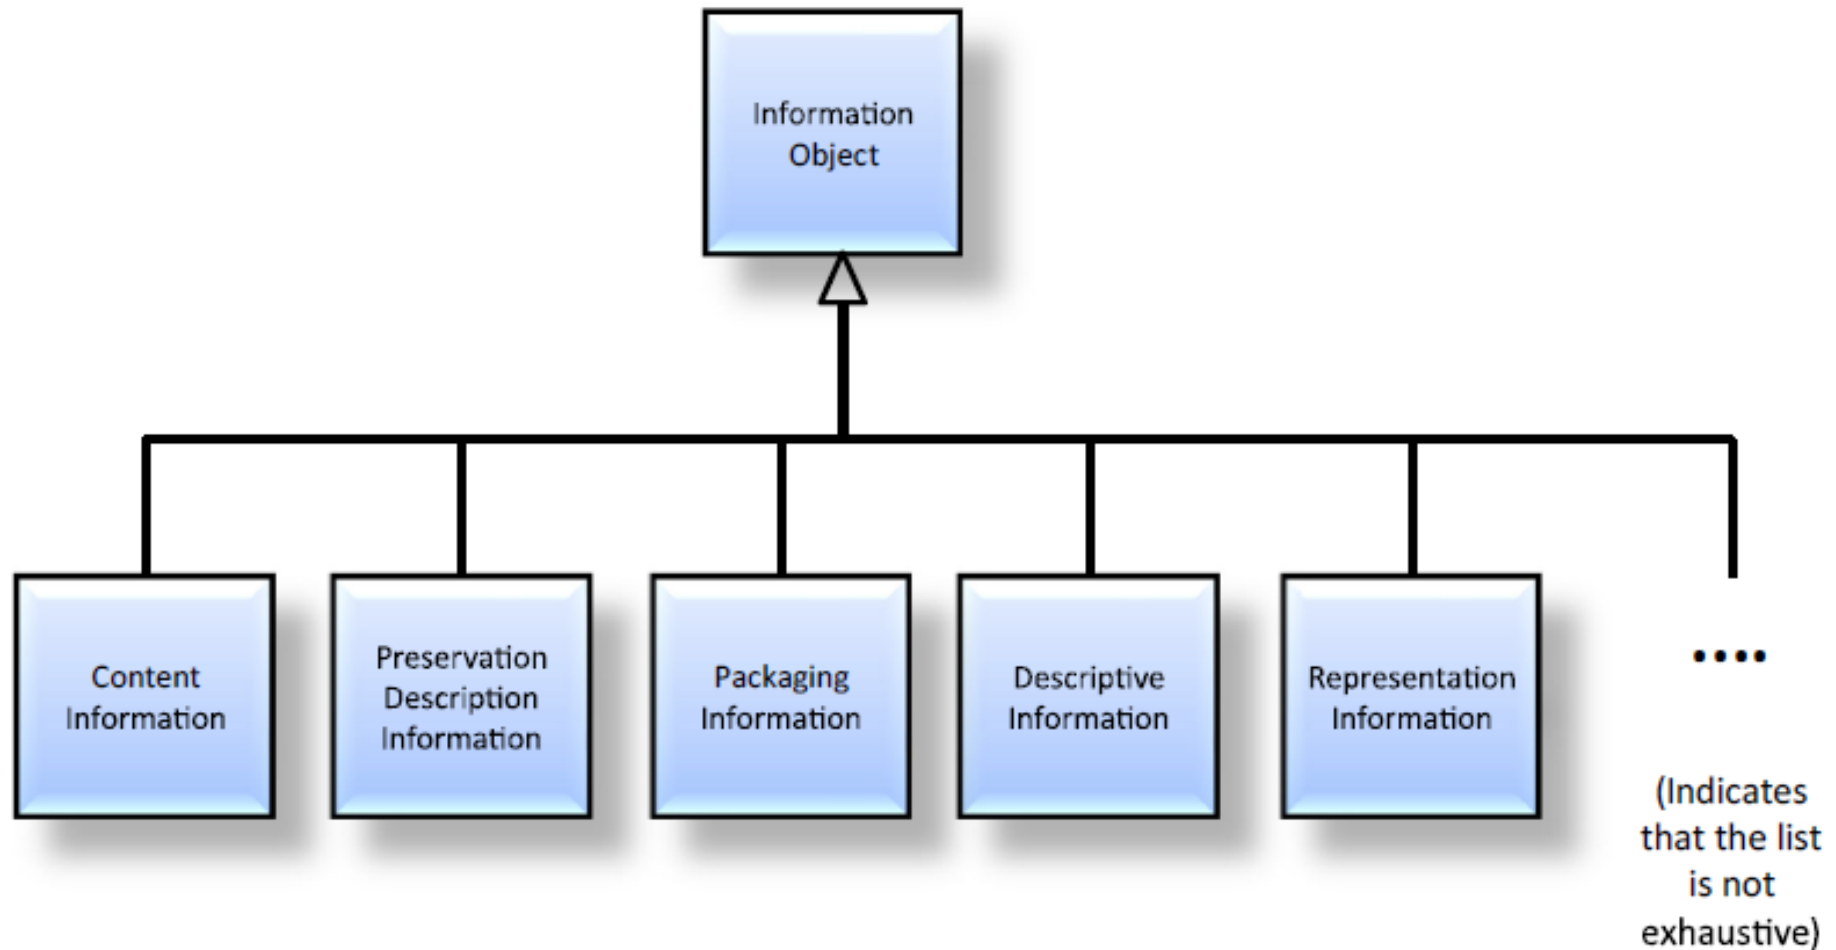 Information
Object
Content
Information
Preservation
Description
Information
Packaging
Information
Descriptive
Information
Representation
Information
....
(Indicates
that the list
is not
exhaustive)